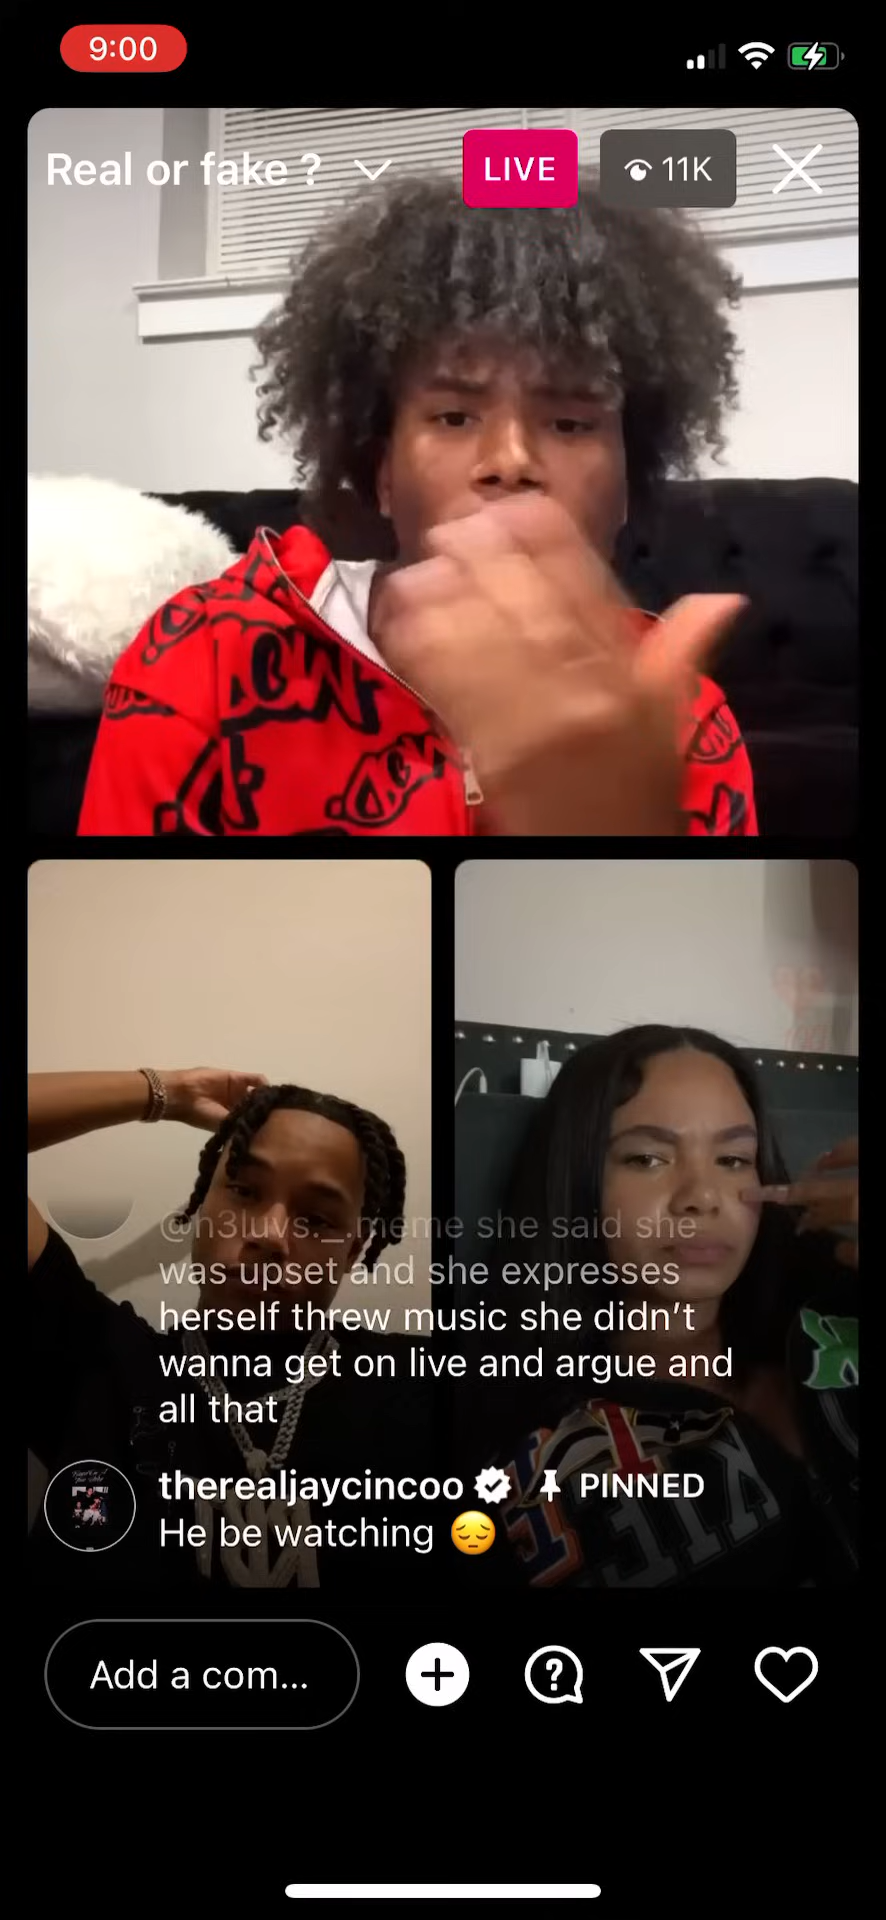 9:00
Real or fake ?
LIVE
11K
@h3luvs._.meme she said she
was upset and she expresses
herself threw music she didn’t
wanna get on live and argue and
all that
therealjaycincoo PINNED
He be watching 😔
Add a com...